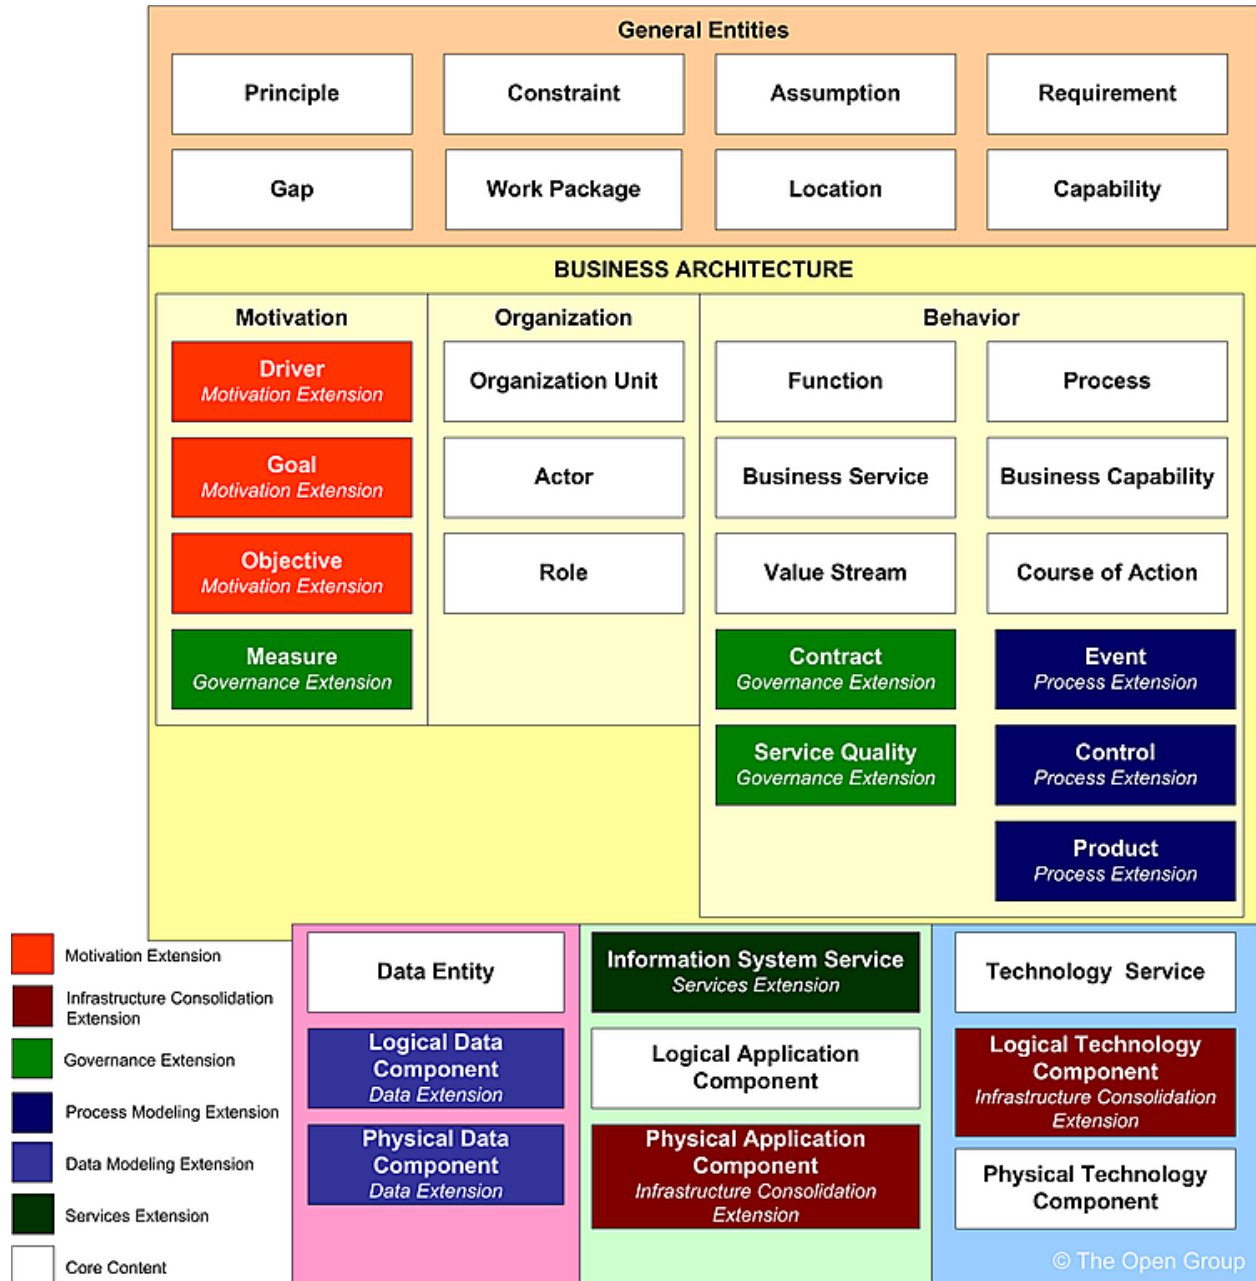 General Entities
Principle
Constraint
Assumption
Requirement
Gap
Work Package
Location
Capability
BUSINESS ARCHITECTURE
Motivation
Organization
Behavior
Driver
Motivation Extension
Organization Unit
Function
Process
Goal
Motivation Extension
Actor
Business Service
Business Capability
Objective
Motivation Extension
Role
Value Stream
Course of Action
Measure
Governance Extension
Contract
Governance Extension
Event
Process Extension
Service Quality
Governance Extension
Control
Process Extension
Product
Process Extension
Motivation Extension
Infrastructure Consolidation
Extension
Governance Extension
Process Modeling Extension
Data Modeling Extension
Services Extension
Core Content
Data Entity
Logical Data
Component
Data Extension
Physical Data
Component
Data Extension
Information System Service
Services Extension
Logical Application
Component
Physical Application
Component
Infrastructure Consolidation
Extension
Technology Service
Logical Technology
Component
Infrastructure Consolidation
Extension
Physical Technology
Component
© The Open Group